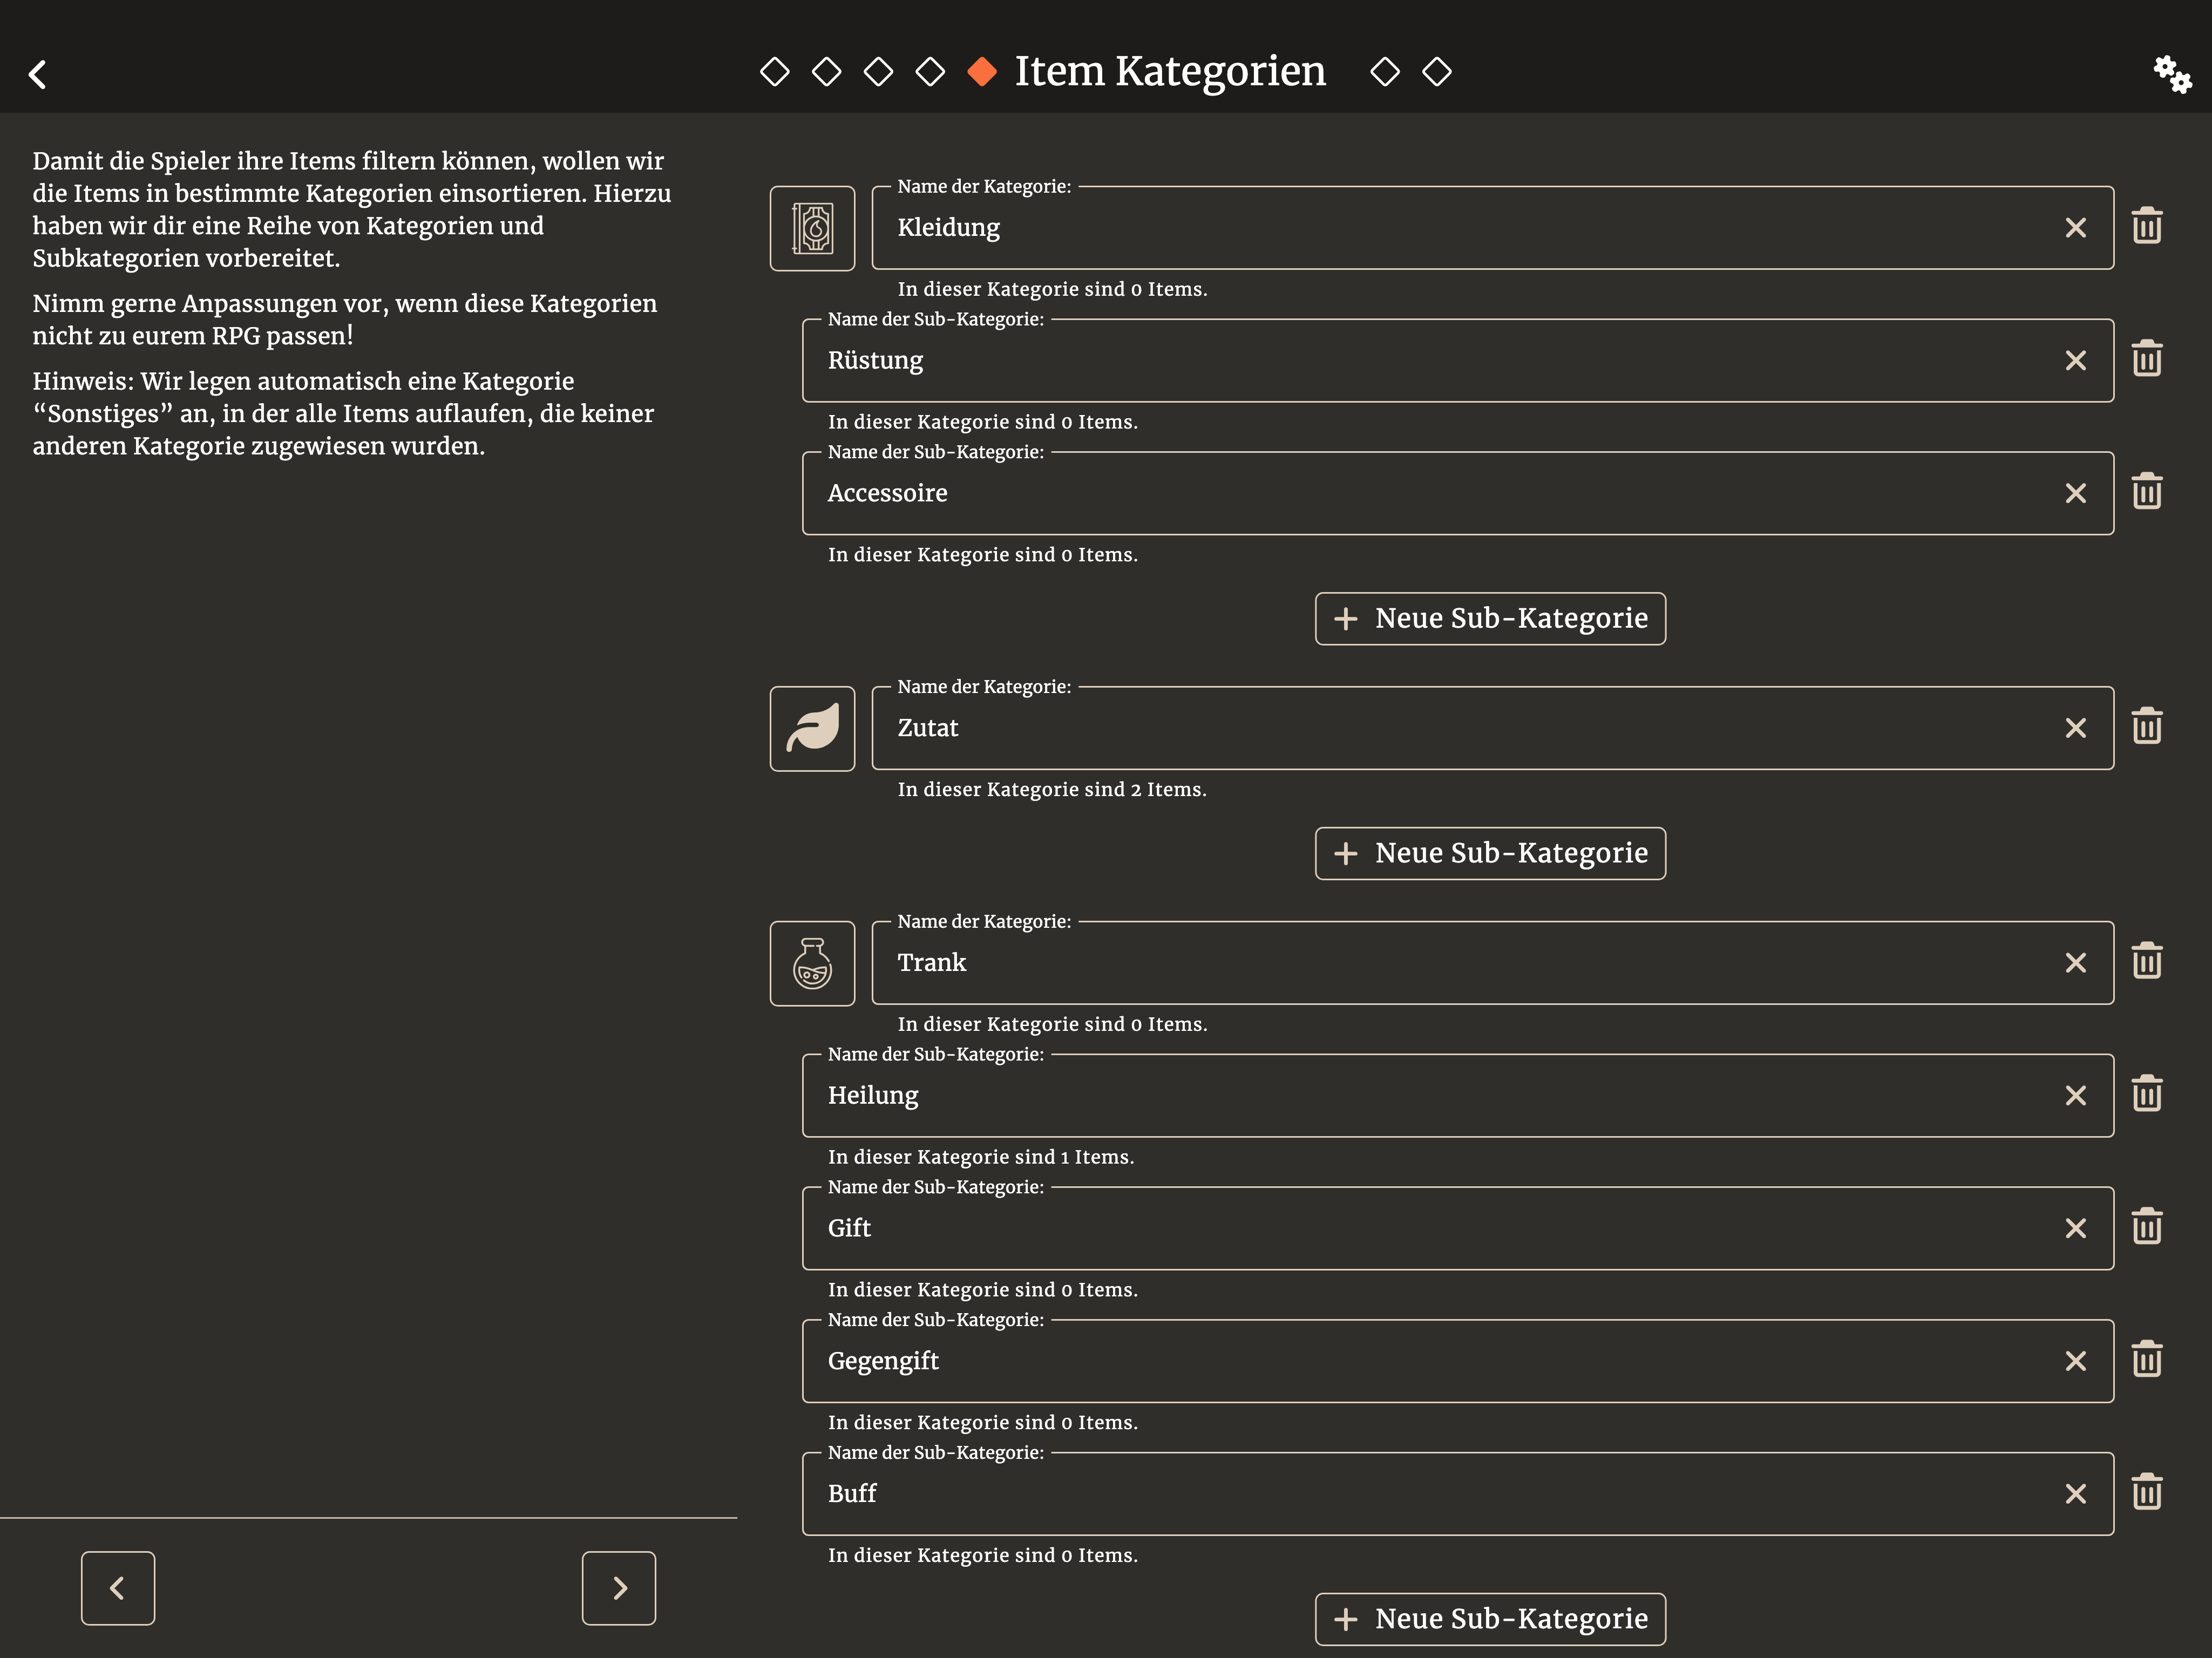 Item Kategorien
Damit die Spieler ihre Items filtern können, wollen wir
die Items in bestimmte Kategorien einsortieren. Hierzu
haben wir dir eine Reihe von Kategorien und
Subkategorien vorbereitet.
Nimm gerne Anpassungen vor, wenn diese Kategorien
nicht zu eurem RPG passen!
Hinweis: Wir legen automatisch eine Kategorie
“Sonstiges” an, in der alle Items auflaufen, die keiner
anderen Kategorie zugewiesen wurden.
Name der Kategorie:
Kleidung
In dieser Kategorie sind 0 Items.
Name der Sub-Kategorie:
Rüstung
In dieser Kategorie sind 0 Items.
Name der Sub-Kategorie:
Accessoire
In dieser Kategorie sind 0 Items.
Neue Sub-Kategorie
Name der Kategorie:
Zutat
In dieser Kategorie sind 2 Items.
Neue Sub-Kategorie
Name der Kategorie:
Trank
In dieser Kategorie sind 0 Items.
Name der Sub-Kategorie:
Heilung
In dieser Kategorie sind 1 Items.
Name der Sub-Kategorie:
Gift
In dieser Kategorie sind 0 Items.
Name der Sub-Kategorie:
Gegengift
In dieser Kategorie sind 0 Items.
Name der Sub-Kategorie:
Buff
In dieser Kategorie sind 0 Items.
Neue Sub-Kategorie